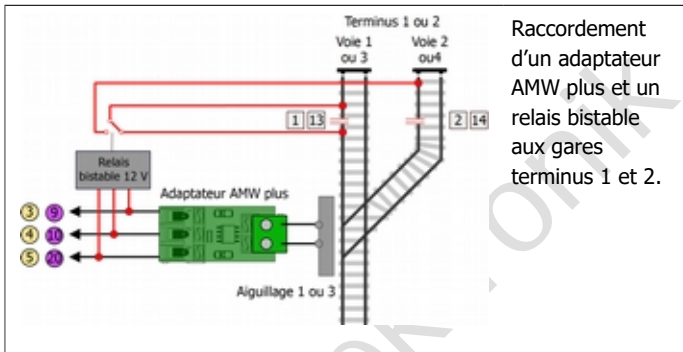 Terminus 1 ou 2
Voie 1
ou 3
Voie 2
ou4
1 13
2 14
Relais
bistable 12 V
Adaptateur AMW plus
3 9
4 10
5 20
Aiguillage 1 ou 3
Raccordement
d'un adaptateur
AMW plus et un
relais bistable
aux gares
terminus 1 et 2.